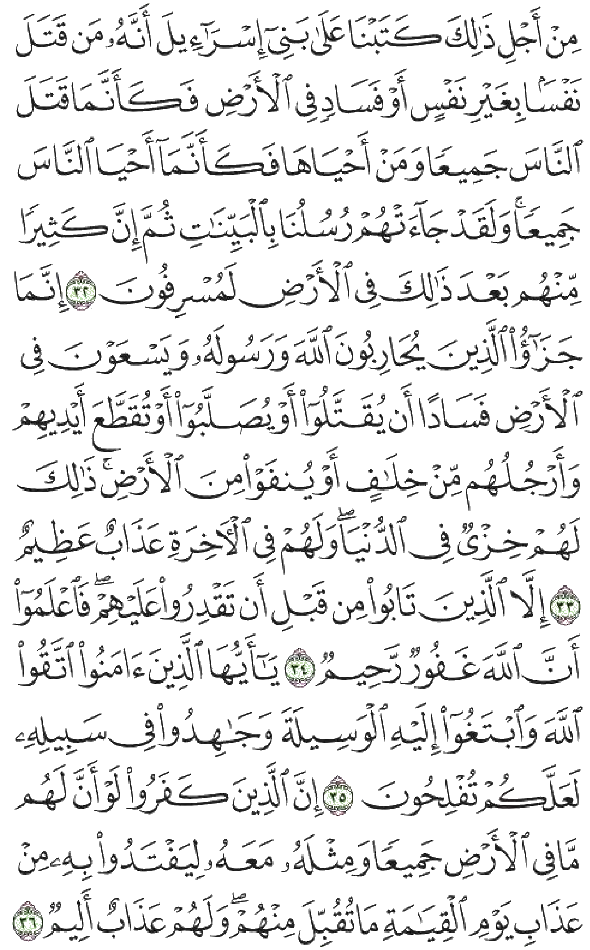 مِنْ أَجْلِ ذَٰلِكَ كَتَبْنَا عَلَىٰ بَنِىٓ إِسْرَٰٓءِيلَ أَنَّهُۥ مَن قَتَلَ
نَفْسًۢا بِغَيْرِ نَفْسٍ أَوْ فَسَادٍ فِى ٱلْأَرْضِ فَكَأَنَّمَا قَتَلَ
ٱلنَّاسَ جَمِيعًا وَمَنْ أَحْيَاهَا فَكَأَنَّمَآ أَحْيَا ٱلنَّاسَ
جَمِيعًا ۚ وَلَقَدْ جَآءَتْهُمْ رُسُلُنَا بِٱلْبَيِّنَٰتِ ثُمَّ إِنَّ كَثِيرًا
مِّنْهُم بَعْدَ ذَٰلِكَ فِى ٱلْأَرْضِ لَمُسْرِفُونَ ٣٢ إِنَّمَا
جَزَٰٓؤُا۟ ٱلَّذِينَ يُحَارِبُونَ ٱللَّهَ وَرَسُولَهُۥ وَيَسْعَوْنَ فِى
ٱلْأَرْضِ فَسَادًا أَن يُقَتَّلُوٓا۟ أَوْ يُصَلَّبُوٓا۟ أَوْ تُقَطَّعَ أَيْدِيهِمْ
وَأَرْجُلُهُم مِّنْ خِلَٰفٍ أَوْ يُنفَوْا۟ مِنَ ٱلْأَرْضِ ۚ ذَٰلِكَ
لَهُمْ خِزْىٌ فِى ٱلدُّنْيَا ۖ وَلَهُمْ فِى ٱلْءَاخِرَةِ عَذَابٌ عَظِيمٌ
٣٣ إِلَّا ٱلَّذِينَ تَابُوا۟ مِن قَبْلِ أَن تَقْدِرُوا۟ عَلَيْهِمْ ۖ فَٱعْلَمُوٓا۟
أَنَّ ٱللَّهَ غَفُورٌ رَّحِيمٌ ٣٤ يَٰٓأَيُّهَا ٱلَّذِينَ ءَامَنُوا۟ ٱتَّقُوا۟
ٱللَّهَ وَٱبْتَغُوٓا۟ إِلَيْهِ ٱلْوَسِيلَةَ وَجَٰهِدُوا۟ فِى سَبِيلِهِۦ
لَعَلَّكُمْ تُفْلِحُونَ ٣٥ إِنَّ ٱلَّذِينَ كَفَرُوا۟ لَوْ أَنَّ لَهُم
مَّا فِى ٱلْأَرْضِ جَمِيعًا وَمِثْلَهُۥ مَعَهُۥ لِيَفْتَدُوا۟ بِهِۦ مِنْ
عَذَابِ يَوْمِ ٱلْقِيَٰمَةِ مَا تُقُبِّلَ مِنْهُمْ ۖ وَلَهُمْ عَذَابٌ أَلِيمٌ ٣٦